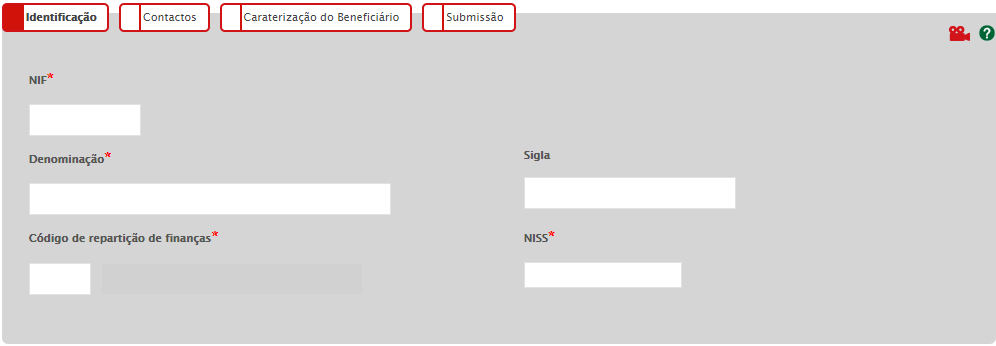 Identificação
Contactos
Caraterização do Beneficiário
Submissão
?
NIF*
Denominação*
Sigla
Código de repartição de finanças*
NISS*